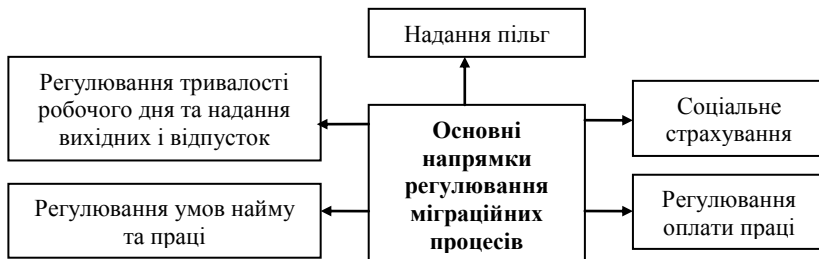 Надання пільг
Регулювання тривалості
робочого дня та надання
вихідних і відпусток
Основні
напрямки
регулювання
міграційних
процесів
Соціальне
страхування
Регулювання умов найму
та праці
Регулювання
оплати праці